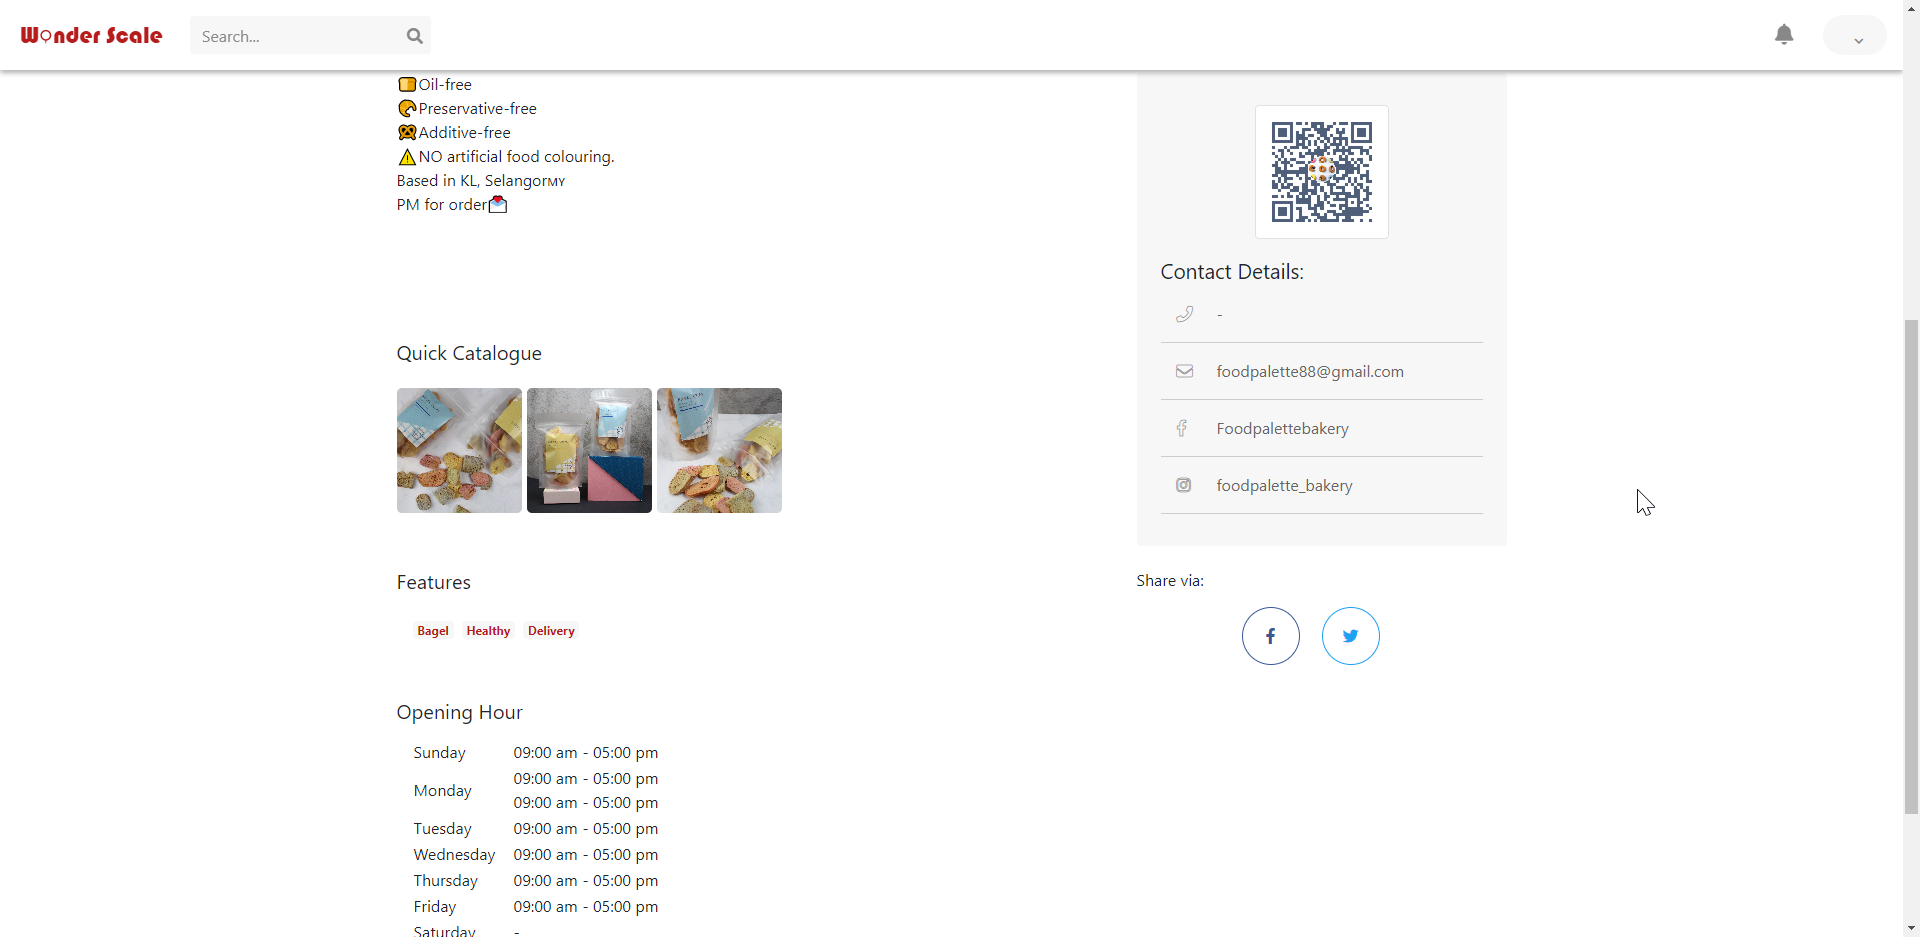 Wonder Scale
Search...
Oil-free
Preservative-free
Additive-free
NO artificial food colouring.
Based in KL, SelangorMY
PM for order
Quick Catalogue
Features
Bagel Healthy Delivery
Opening Hour
Sunday 09:00 am - 05:00 pm
Monday 09:00 am - 05:00 pm
09:00 am - 05:00 pm
Tuesday 09:00 am - 05:00 pm
Wednesday 09:00 am - 05:00 pm
Thursday 09:00 am - 05:00 pm
Friday 09:00 am - 05:00 pm
Saturday -
Contact Details:
-
foodpalette88@gmail.com
Foodpalettebakery
foodpalette_bakery
Share via: